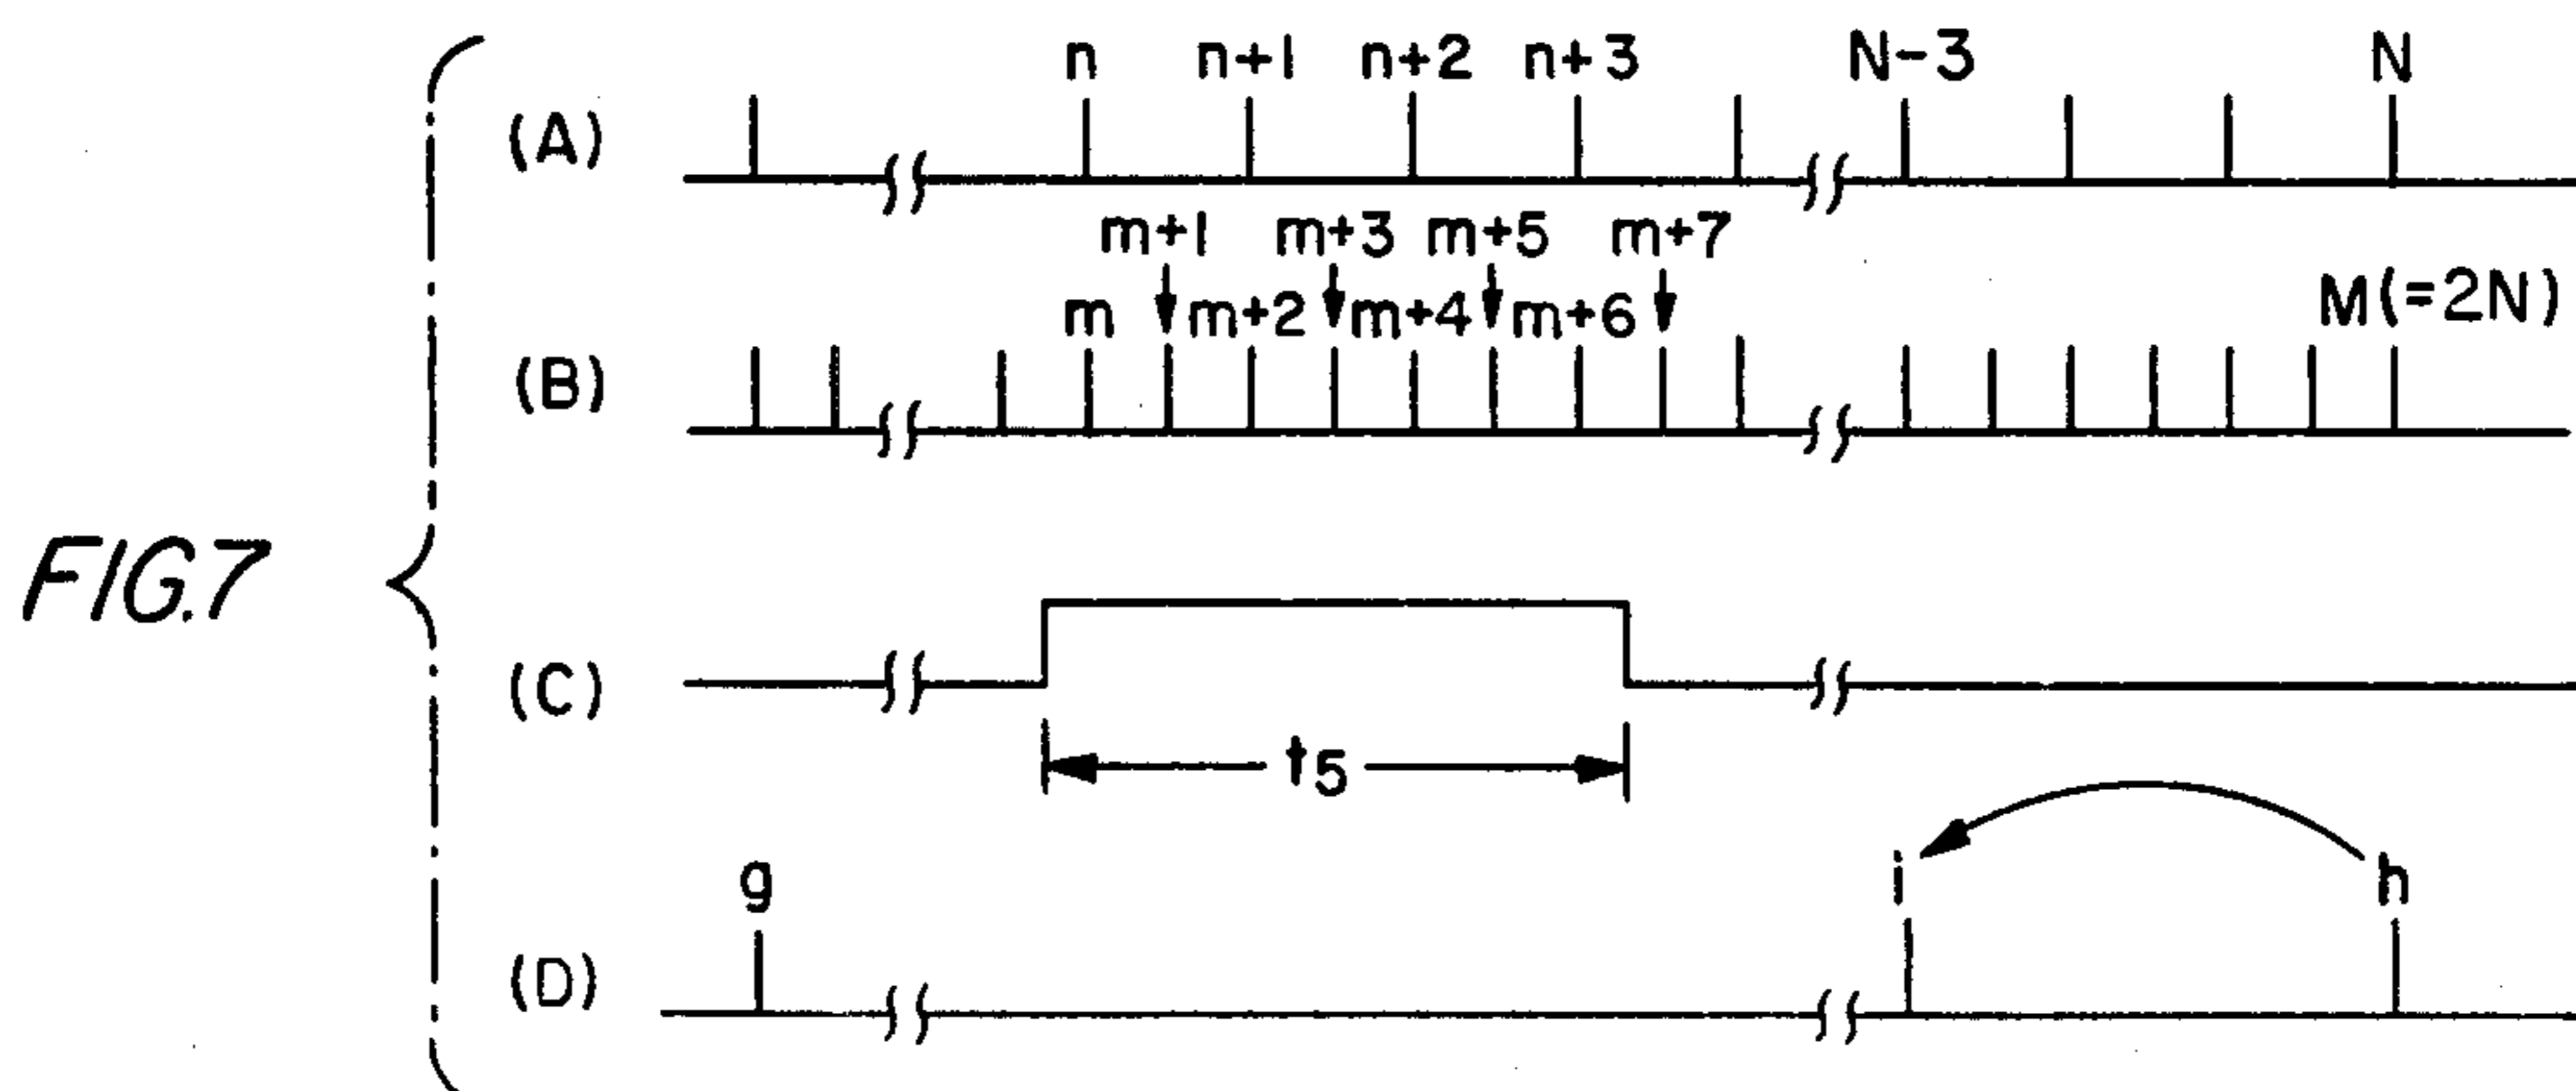 n n+1 n+2 n+3 N-3 N
(A)
m+1 m+3 m+5 m+7
m m+2 m+4 m+6 M(=2N)
(B)
FIG.7
(C)
t5
g i h
(D)